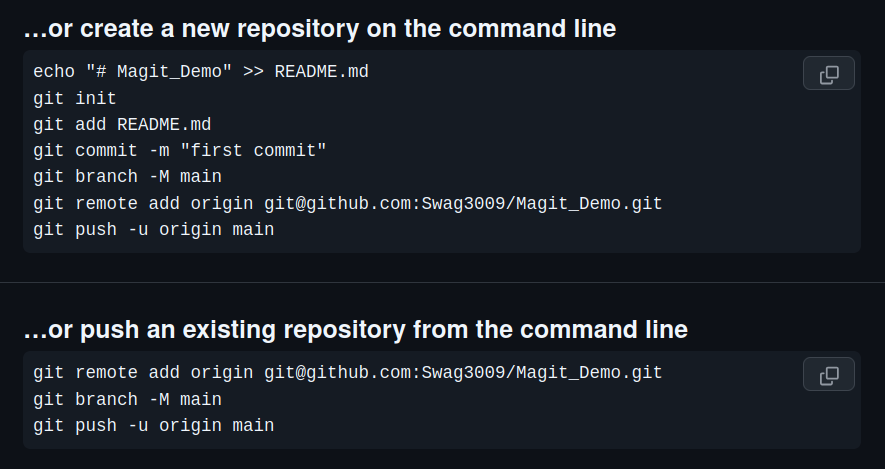 ...or create a new repository on the command line
echo "# Magit_Demo" >> README.md
git init
git add README.md
git commit -m "first commit"
git branch -M main
git remote add origin git@github.com:Swag3009/Magit_Demo.git
git push -u origin main
...or push an existing repository from the command line
git remote add origin git@github.com:Swag3009/Magit_Demo.git
git branch -M main
git push -u origin main